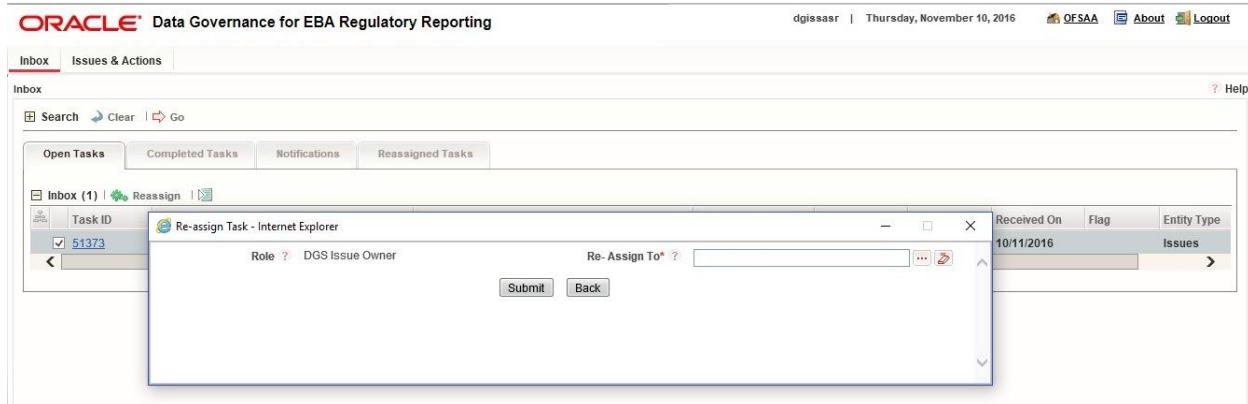 ORACLE® Data Governance for EBA Regulatory Reporting
dgissasr | Thursday, November 10, 2016 OFSAA About Logout
Inbox Issues & Actions
Inbox ? Help
Search Clear | Go
Open Tasks Completed Tasks Notifications Reassigned Tasks
Inbox (1) | Reassign |
Task ID Received On Flag Entity Type
Re-assign Task - Internet Explorer
51373 10/11/2016 Issues
Role ? DGS Issue Owner Re- Assign To* ? ...
Submit Back